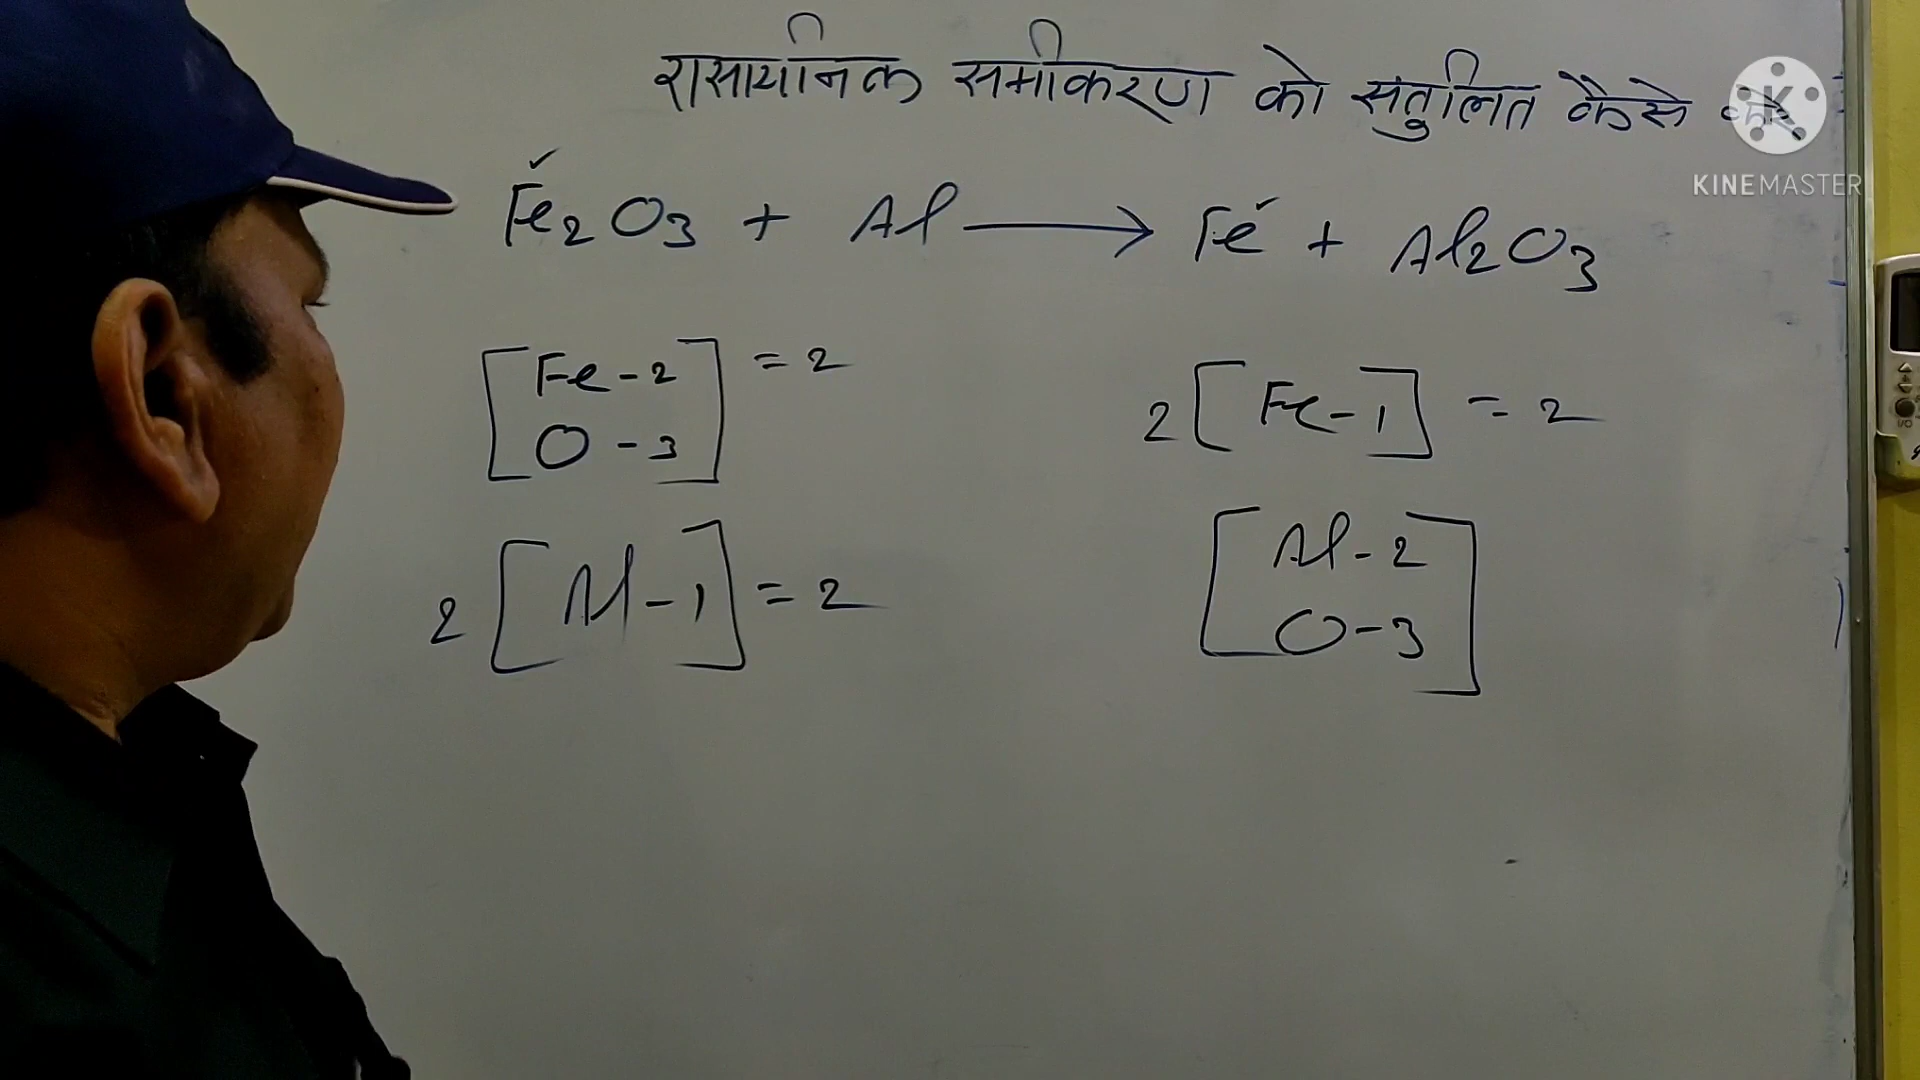 रासायनिक समीकरण को संतुलित कैसे
KINEMASTER
Fe₂O₃ + Al ⟶ Fe + Al₂O₃
[Fe-2 = 2
O-3]
2 [Fe-1] = 2
2 [Al-1] = 2
[Al-2
O-3]